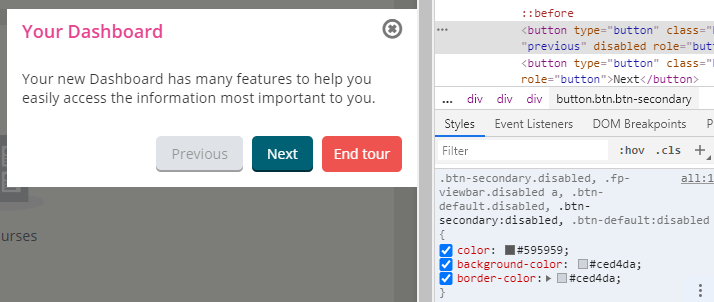 Your Dashboard
Your new Dashboard has many features to help you
easily access the information most important to you.
Previous Next End tour
urses
::before
<button type="button" class="
"previous" disabled role="but
<button type="button" class="
role="button">Next</button>
... div div div button.btn.btn-secondary
Styles Event Listeners DOM Breakpoints
Filter :hov .cls +
.btn-secondary.disabled, .fp- all:1
viewbar.disabled a, .btn-
default.disabled, .btn-
secondary:disabled, .btn-default:disabled
{
color: #595959;
background-color: #ced4da;
border-color: #ced4da;
}